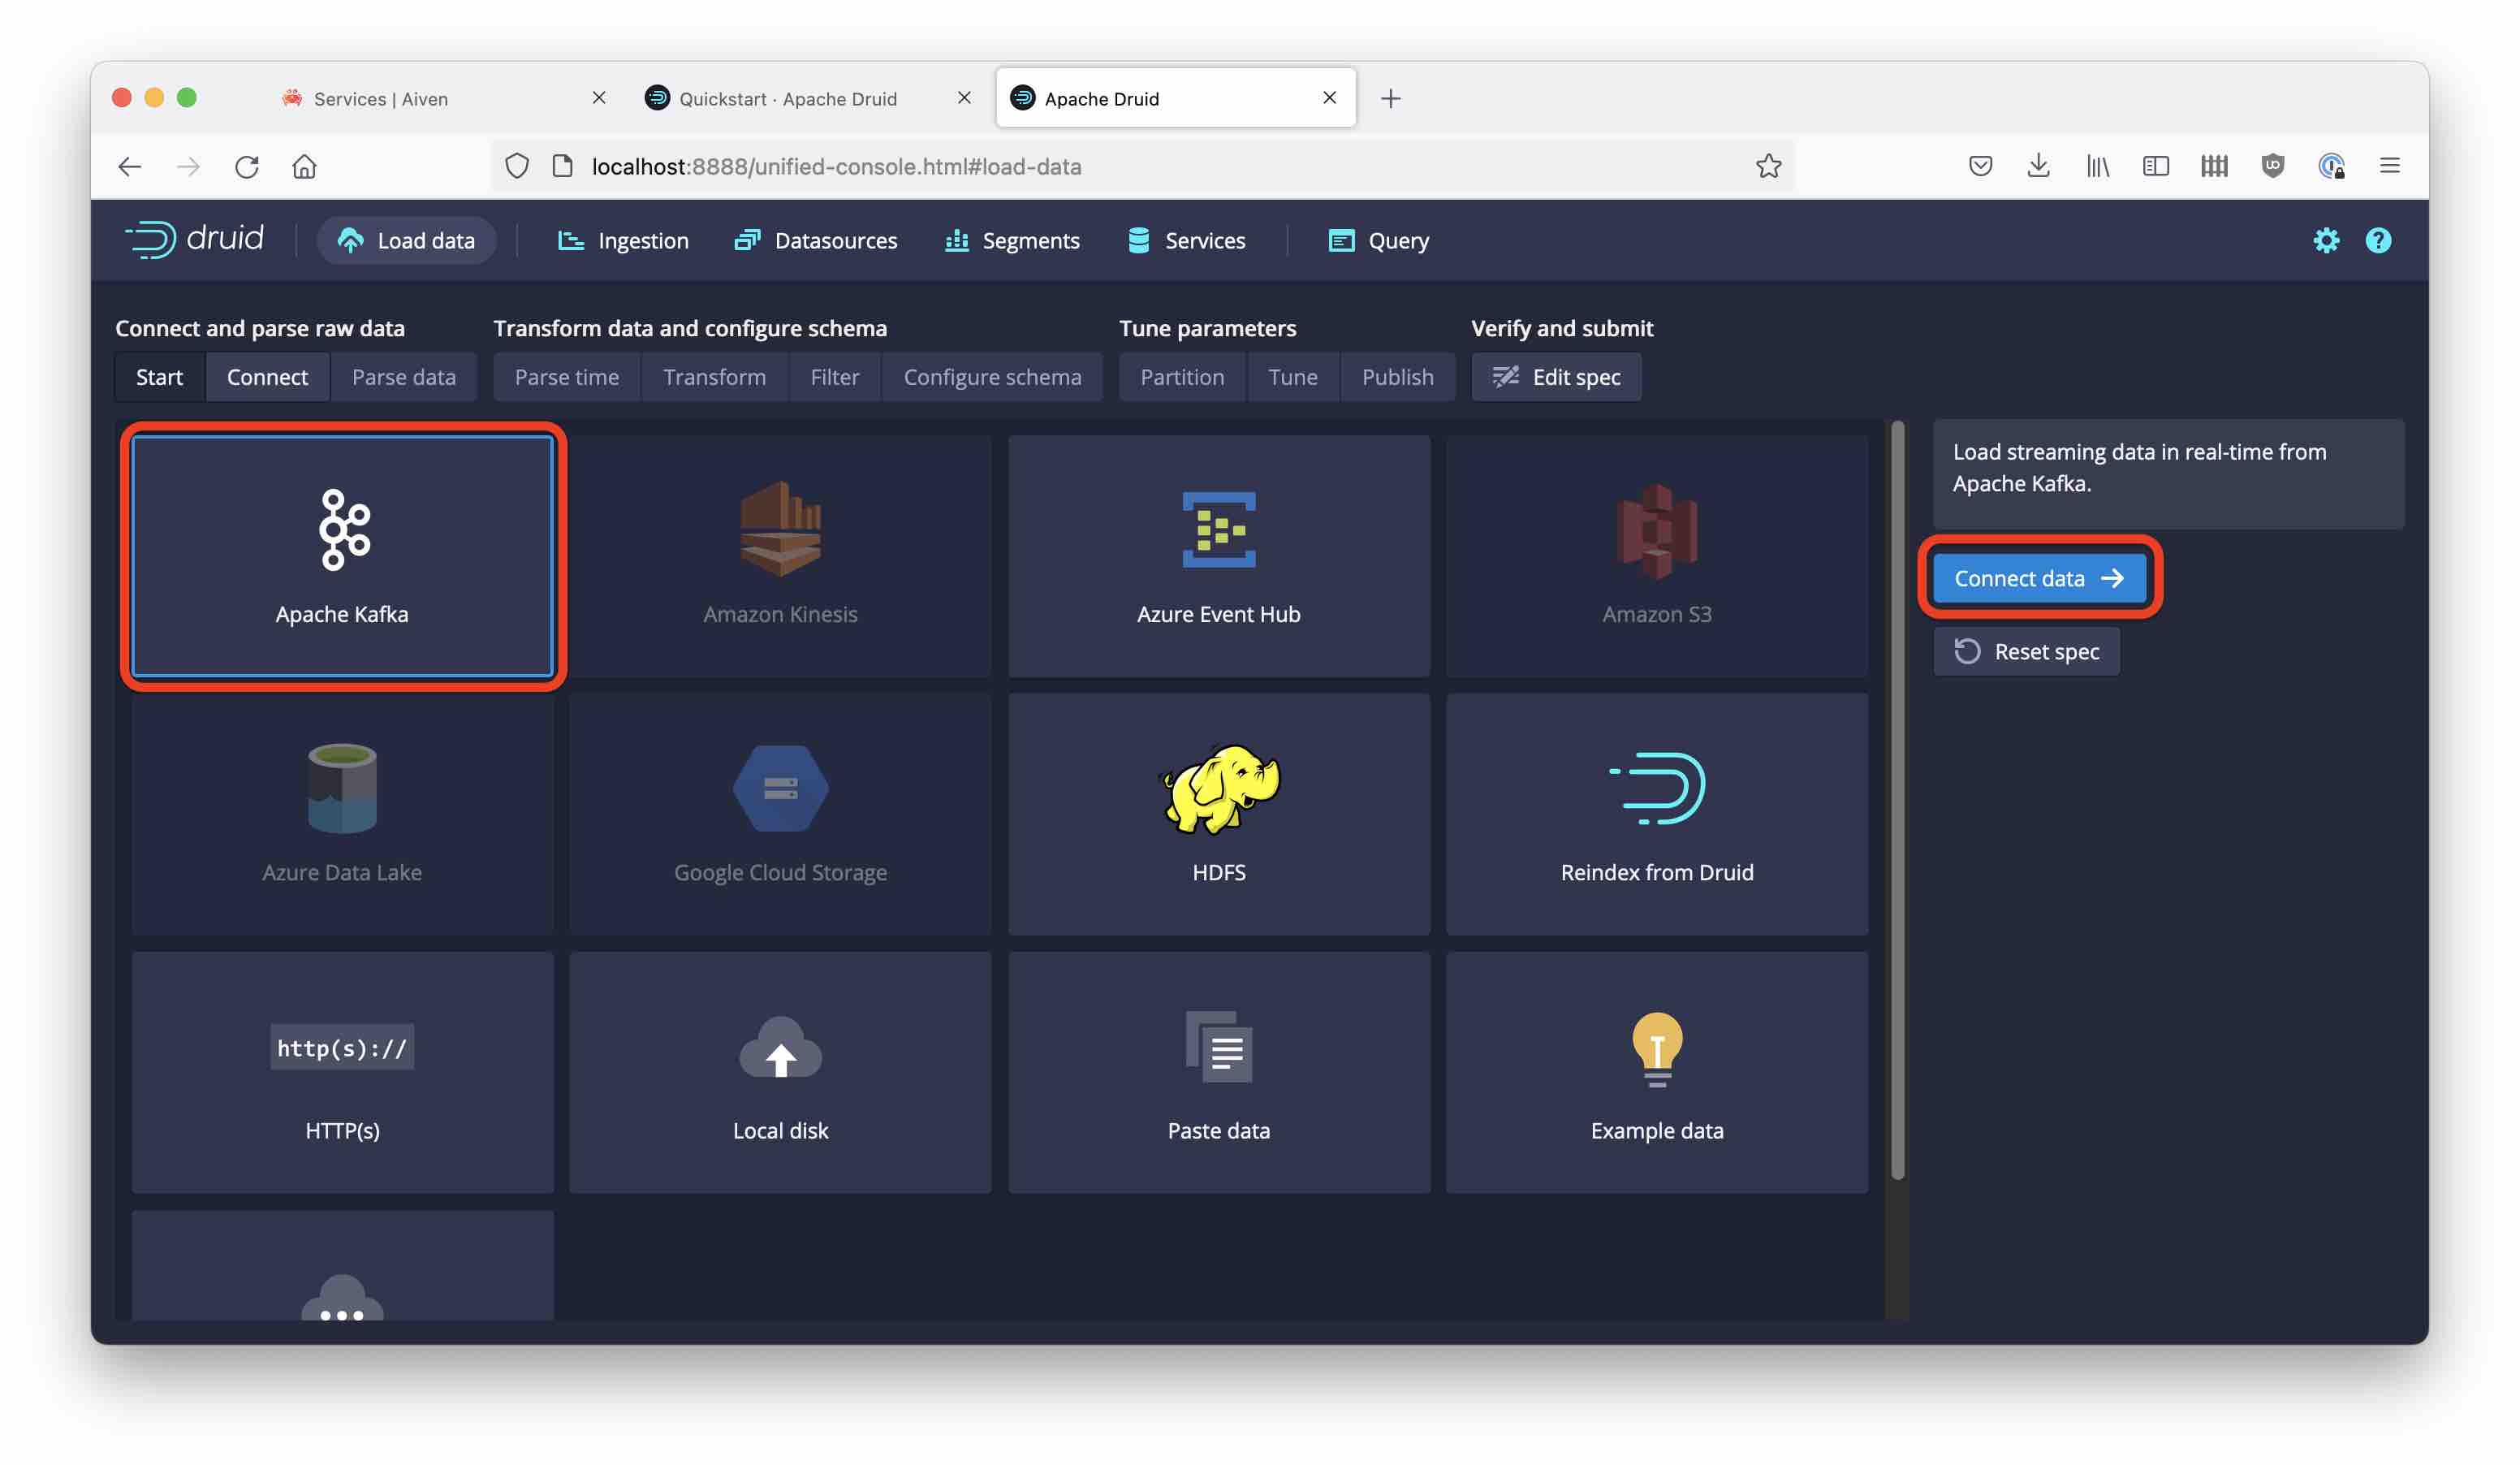 Services | Aiven
Quickstart · Apache Druid
Apache Druid
localhost:8888/unified-console.html#load-data
druid
Load data
Ingestion
Datasources
Segments
Services
Query
Connect and parse raw data
Transform data and configure schema
Tune parameters
Verify and submit
Start
Connect
Parse data
Parse time
Transform
Filter
Configure schema
Partition
Tune
Publish
Edit spec
Apache Kafka
Amazon Kinesis
Azure Event Hub
Amazon S3
Load streaming data in real-time from
Apache Kafka.
Connect data
Reset spec
Azure Data Lake
Google Cloud Storage
HDFS
Reindex from Druid
http(s)://
HTTP(s)
Local disk
Paste data
Example data